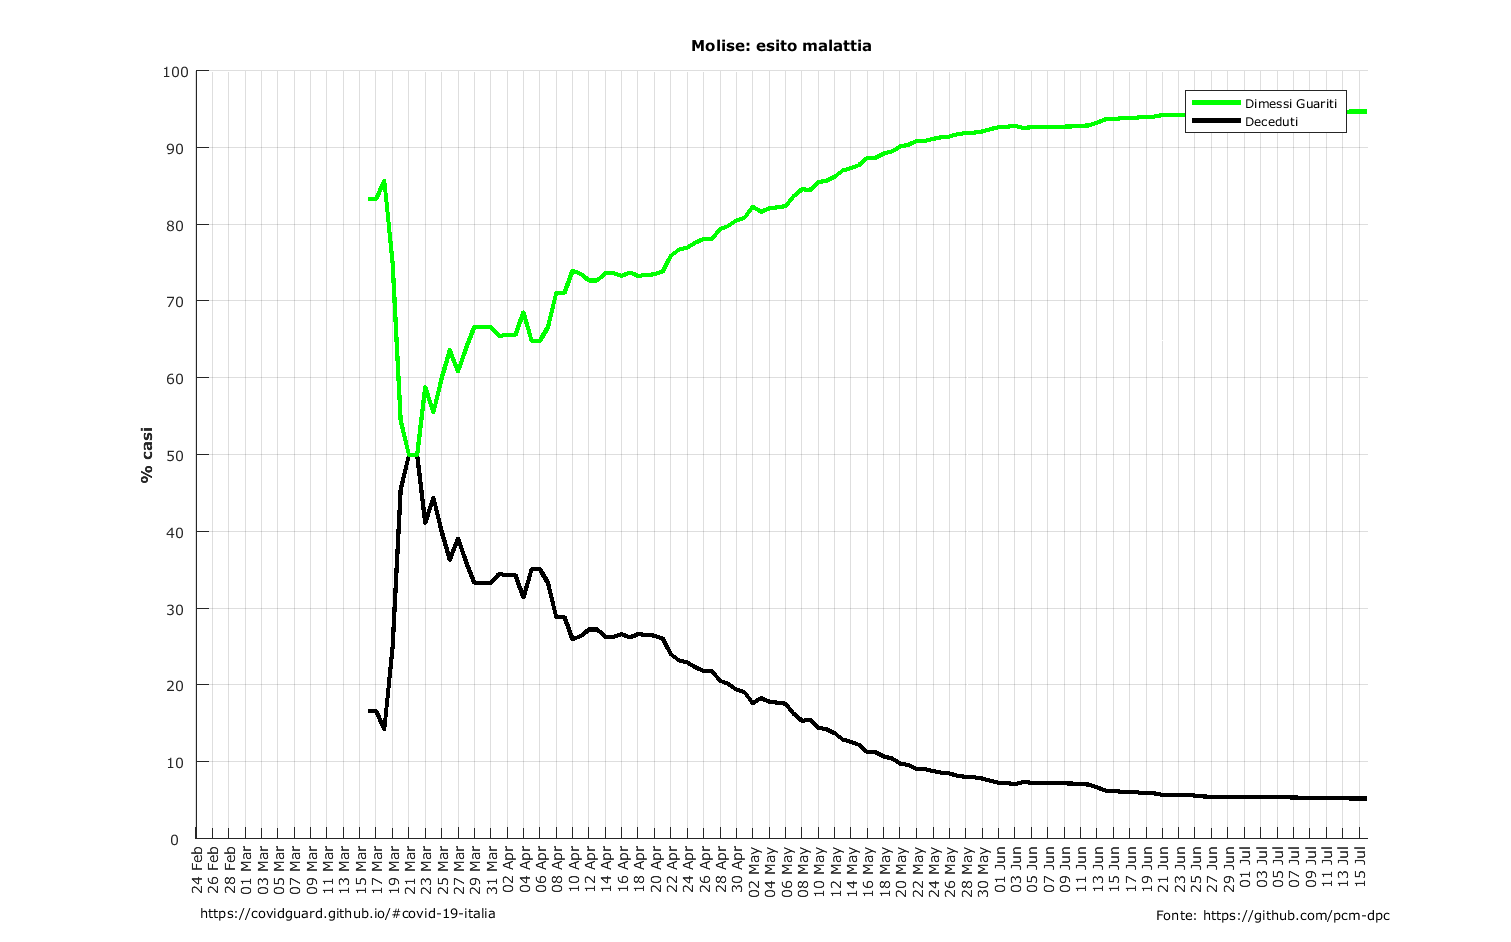 Molise: esito malattia
100
90
80
70
60
50
40
30
20
10
0
% casi
Dimessi Guariti
Deceduti
24 Feb
26 Feb
28 Feb
01 Mar
03 Mar
05 Mar
07 Mar
09 Mar
11 Mar
13 Mar
15 Mar
17 Mar
19 Mar
21 Mar
23 Mar
25 Mar
27 Mar
29 Mar
31 Mar
02 Apr
04 Apr
06 Apr
08 Apr
10 Apr
12 Apr
14 Apr
16 Apr
18 Apr
20 Apr
22 Apr
24 Apr
26 Apr
28 Apr
30 Apr
02 May
04 May
06 May
08 May
10 May
12 May
14 May
16 May
18 May
20 May
22 May
24 May
26 May
28 May
30 May
01 Jun
03 Jun
05 Jun
07 Jun
09 Jun
11 Jun
13 Jun
15 Jun
17 Jun
19 Jun
21 Jun
23 Jun
25 Jun
27 Jun
29 Jun
01 Jul
03 Jul
05 Jul
07 Jul
09 Jul
11 Jul
13 Jul
15 Jul
https://covidguard.github.io/#covid-19-italia
Fonte: https://github.com/pcm-dpc